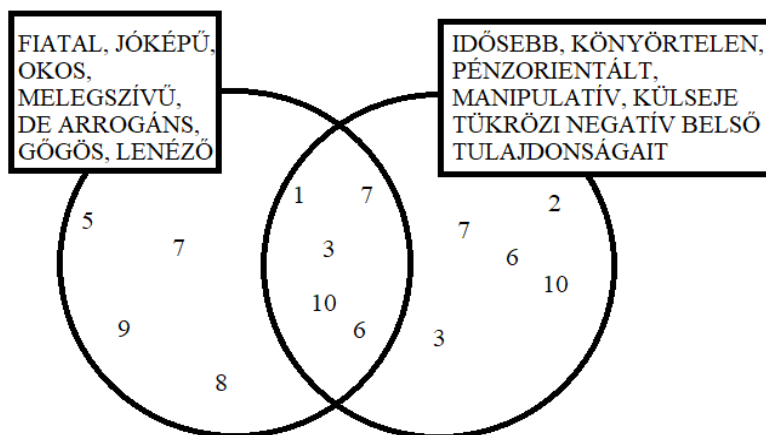 FIATAL, JÓKÉPŰ,
OKOS,
MELEGSZÍVŰ,
DE ARROGÁNS,
GŐGÖS, LENÉZŐ
IDŐSEBB, KÖNYÖRTELEN,
PÉNZORIENTÁLT,
MANIPULATÍV, KÜLSEJE
TÜKRÖZI NEGATÍV BELSŐ
TULAJDONSÁGAIT
5
7
9
8
1
7
3
10
6
2
7
6
10
3